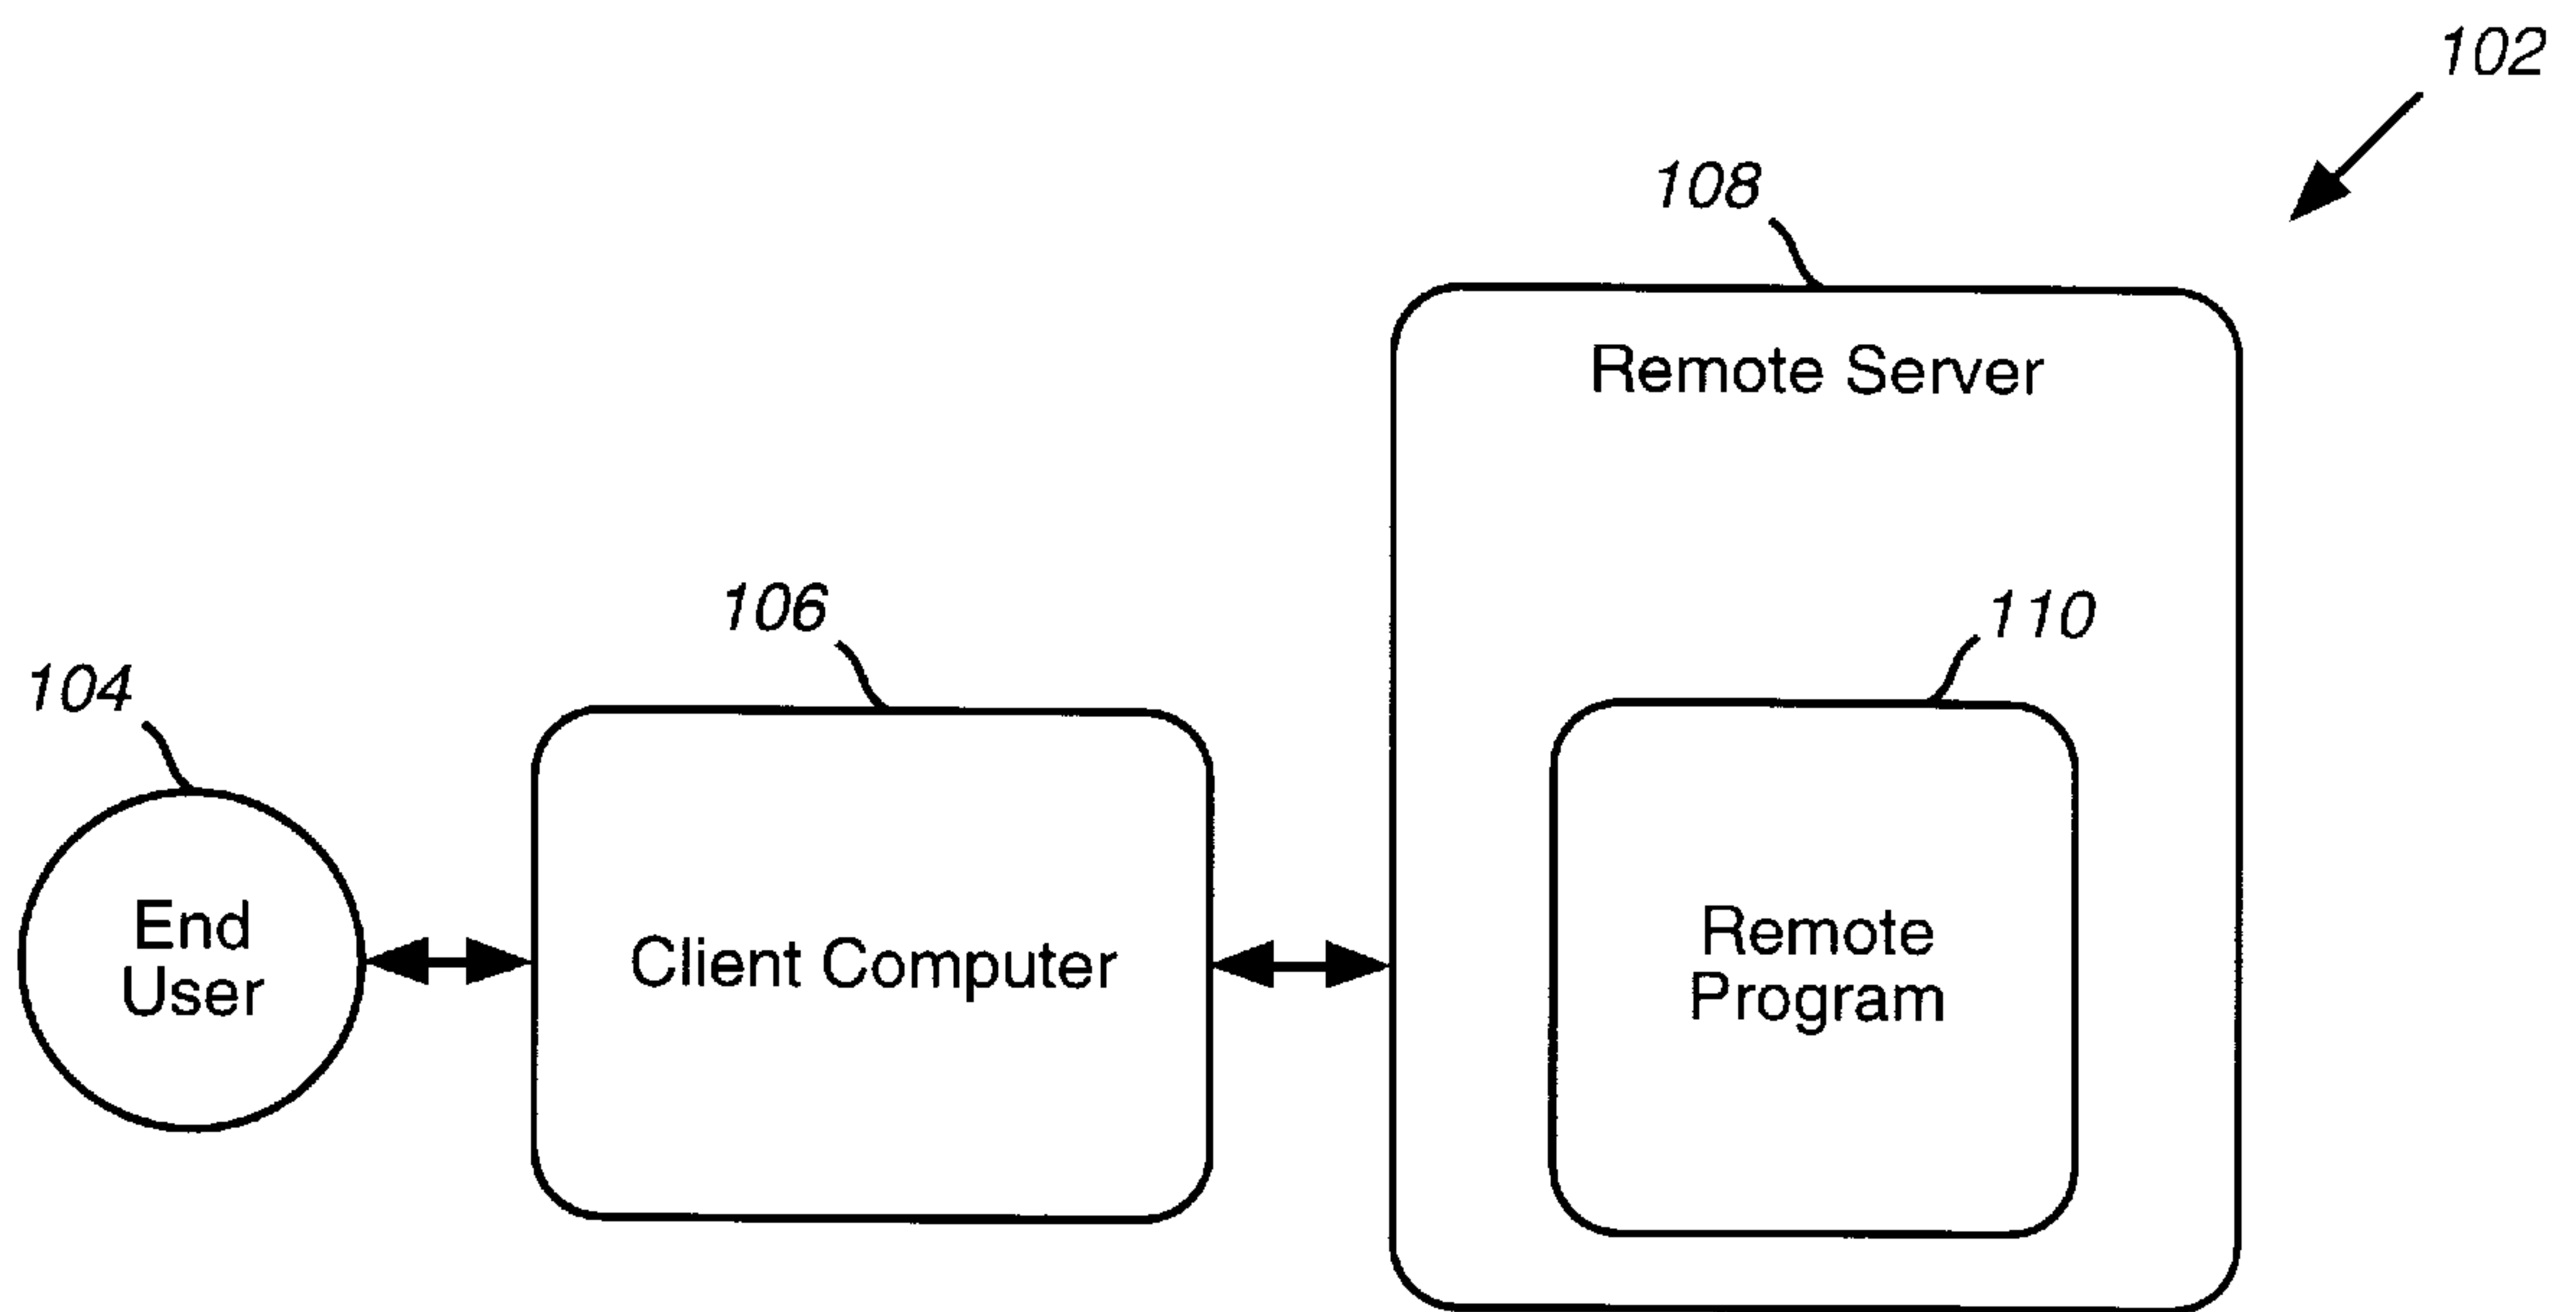 102
108
Remote Server
106
110
104
End
User
Client Computer
Remote
Program